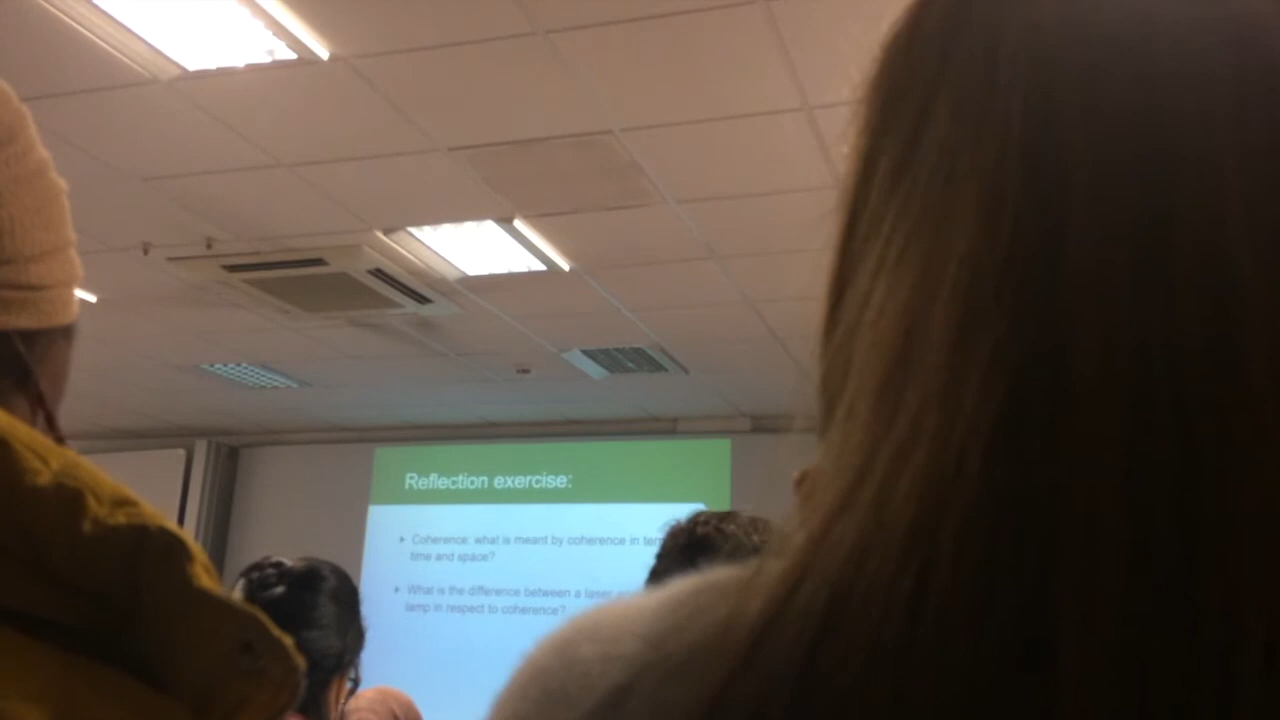 Reflection exercise:
Coherence: what is meant by coherence in
time and space?
What is the difference between a laser
lamp in respect to coherence?